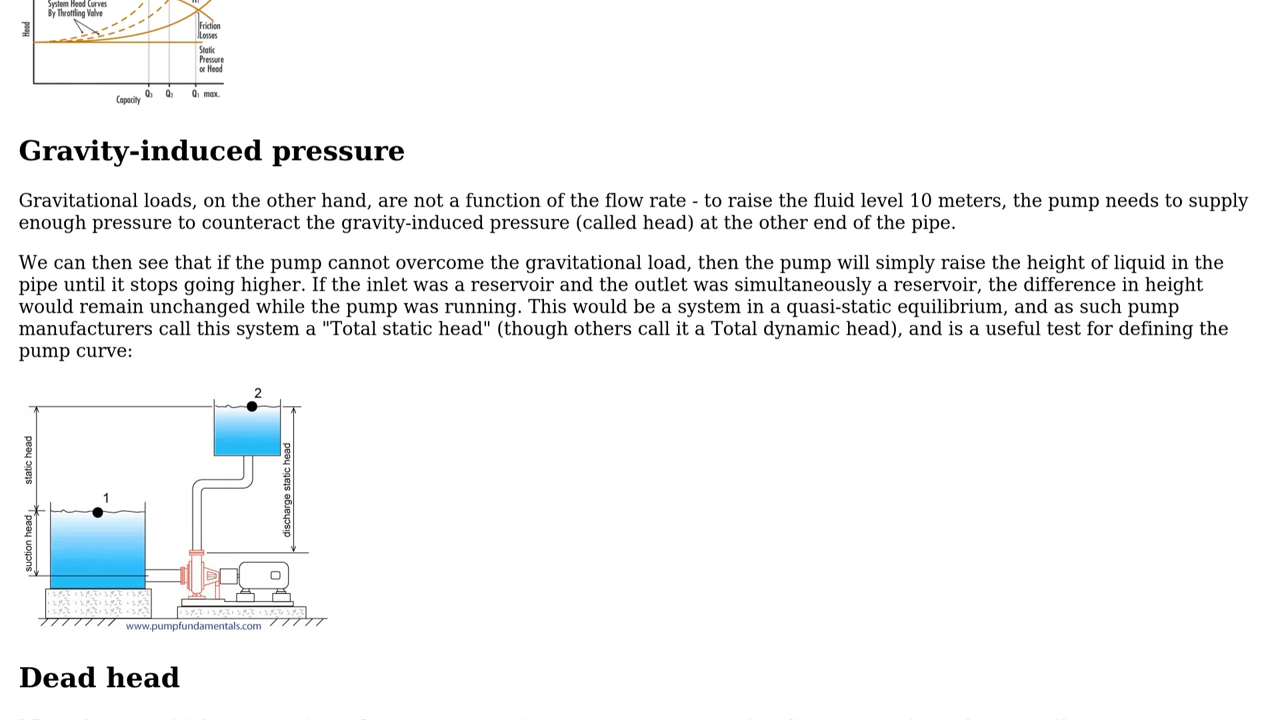 System Head Curves
By Throttling Valve
Head
Friction
Losses
Static
Pressure
or Head
Capacity
Q3 Q2 Q1 max.
Gravity-induced pressure
Gravitational loads, on the other hand, are not a function of the flow rate - to raise the fluid level 10 meters, the pump needs to supply
enough pressure to counteract the gravity-induced pressure (called head) at the other end of the pipe.
We can then see that if the pump cannot overcome the gravitational load, then the pump will simply raise the height of liquid in the
pipe until it stops going higher. If the inlet was a reservoir and the outlet was simultaneously a reservoir, the difference in height
would remain unchanged while the pump was running. This would be a system in a quasi-static equilibrium, and as such pump
manufacturers call this system a "Total static head" (though others call it a Total dynamic head), and is a useful test for defining the
pump curve:
2
static head
discharge static head
1
suction head
www.pumpfundamentals.com
Dead head